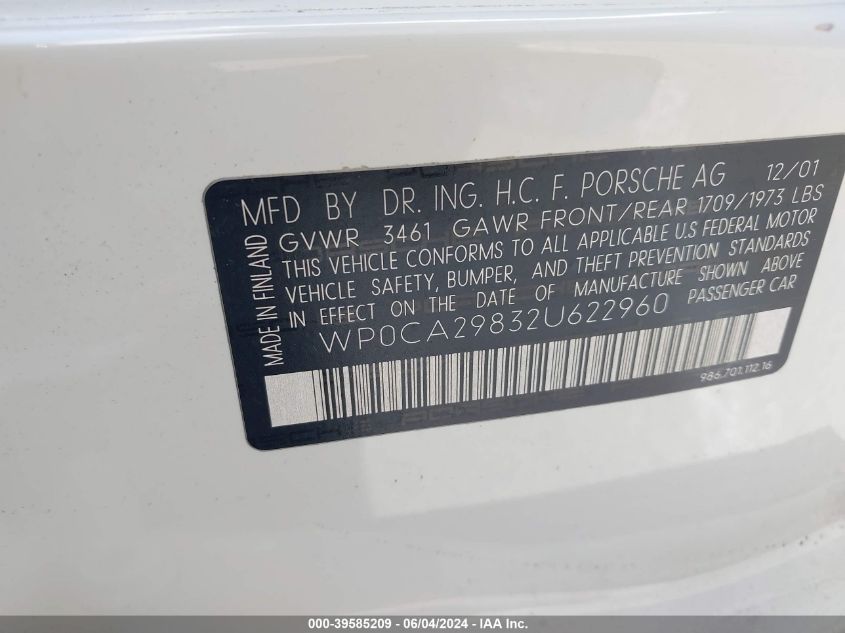 MFD BY DR. ING. H.C. F. PORSCHE AG 12/01
GVWR 3461 GAWR FRONT/REAR 1709/1973 LBS
THIS VEHICLE CONFORMS TO ALL APPLICABLE U.S FEDERAL MOTOR
VEHICLE SAFETY, BUMPER, AND THEFT PREVENTION STANDARDS
IN EFFECT ON THE DATE OF MANUFACTURE SHOWN ABOVE
WP0CA29832U622960 PASSENGER CAR
MADE IN FINLAND
986.701.112.16
000-39585209 - 06/04/2024 - IAA Inc.